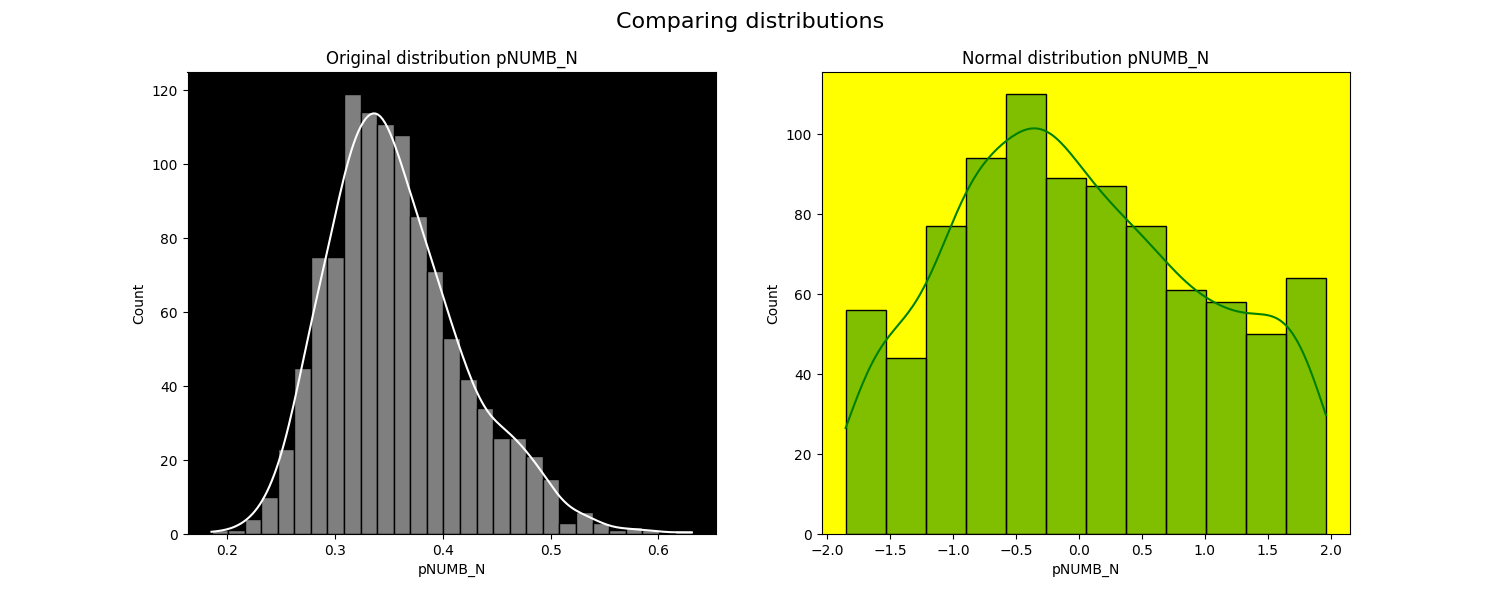 Comparing distributions
Original distribution pNUMB_N
Normal distribution pNUMB_N
Count
120
100
80
60
40
20
0
0.2 0.3 0.4 0.5 0.6
pNUMB_N
Count
100
80
60
40
20
0
−2.0 −1.5 −1.0 −0.5 0.0 0.5 1.0 1.5 2.0
pNUMB_N